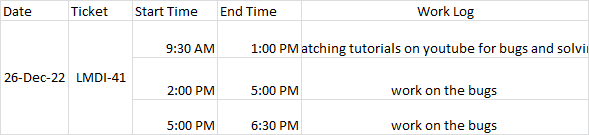 Date Ticket Start Time End Time Work Log
9:30 AM 1:00 PM atching tutorials on youtube for bugs and solvin
26-Dec-22 LMDI-41
2:00 PM 5:00 PM work on the bugs
5:00 PM 6:30 PM work on the bugs